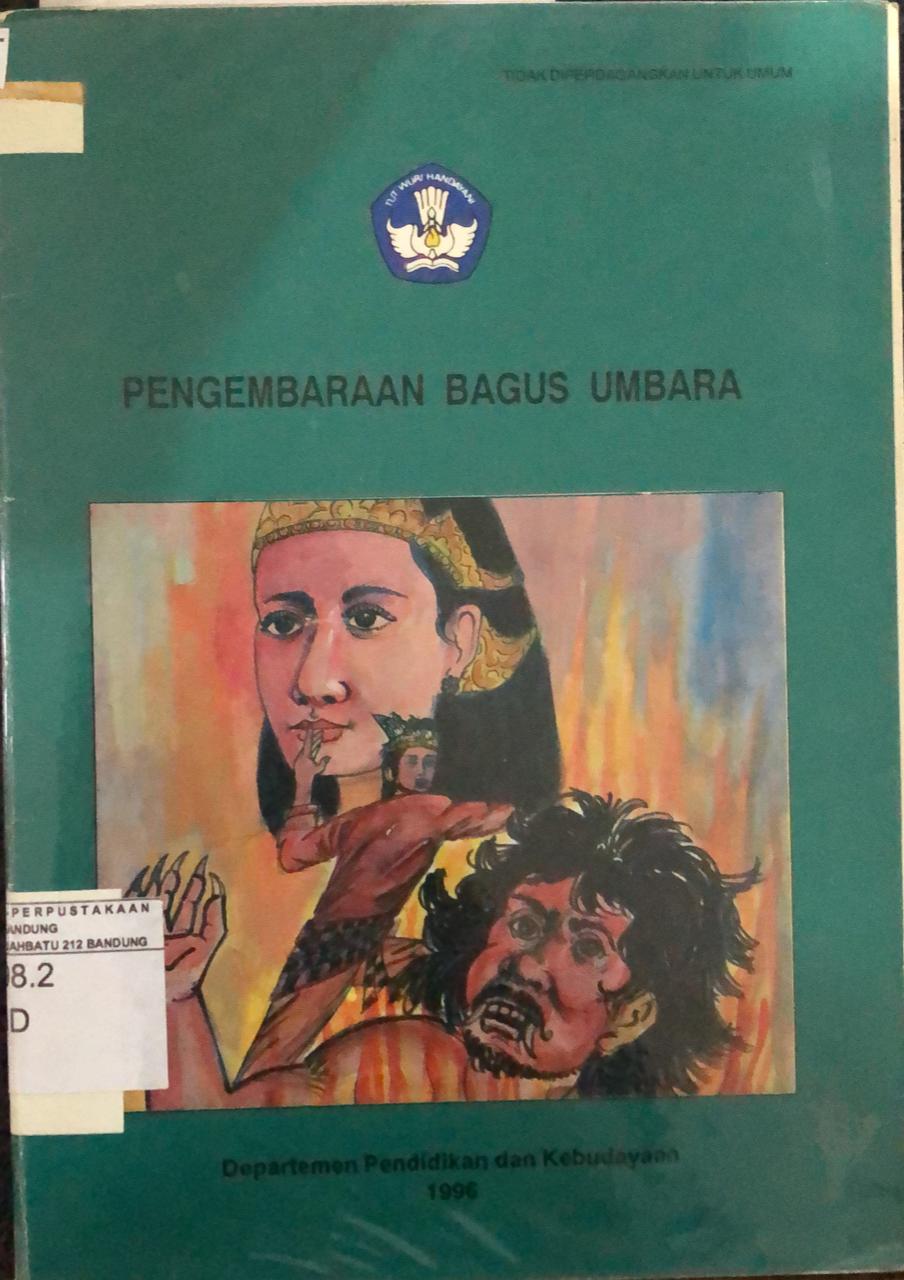 TIDAK DIPERDAGANGKAN UNTUK UMUM
TUT WURI HANDAYANI
PENGEMBARAAN BAGUS UMBARA
PERPUSTAKAAN
ANDUNG
AHBATU 212 BANDUNG
8.2
D
Departemen Pendidikan dan Kebudayaan
1996